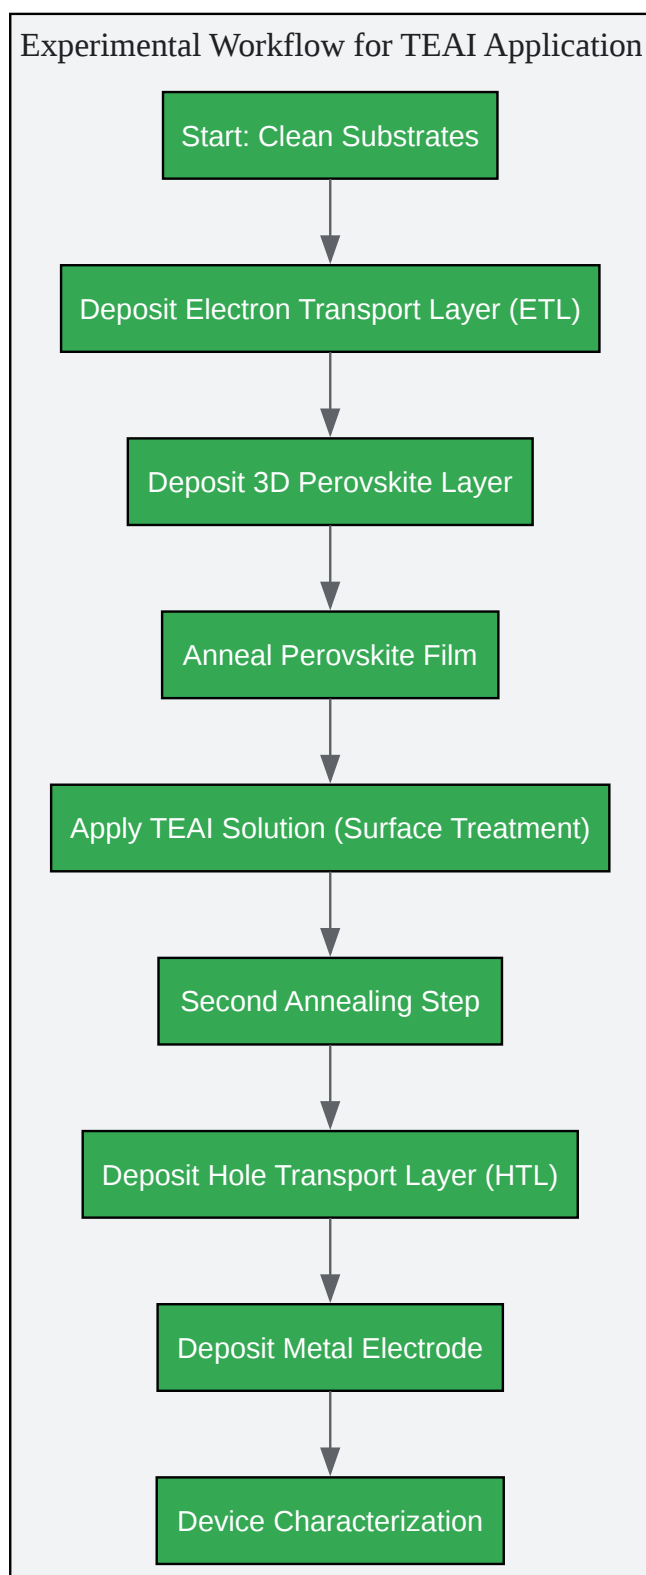 Experimental Workflow for TEAI Application
Start: Clean Substrates
Deposit Electron Transport Layer (ETL)
Deposit 3D Perovskite Layer
Anneal Perovskite Film
Apply TEAI Solution (Surface Treatment)
Second Annealing Step
Deposit Hole Transport Layer (HTL)
Deposit Metal Electrode
Device Characterization